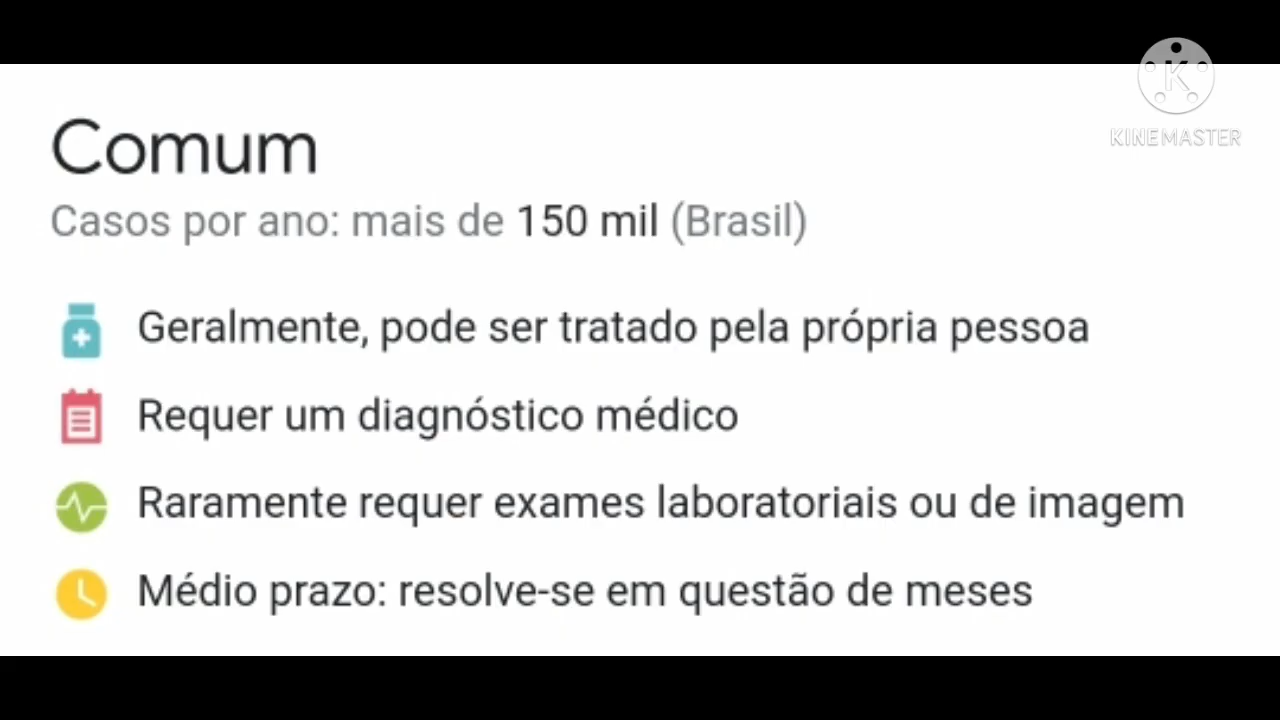 K
KINEMASTER
Comum
Casos por ano: mais de 150 mil (Brasil)
Geralmente, pode ser tratado pela própria pessoa
Requer um diagnóstico médico
Raramente requer exames laboratoriais ou de imagem
Médio prazo: resolve-se em questão de meses